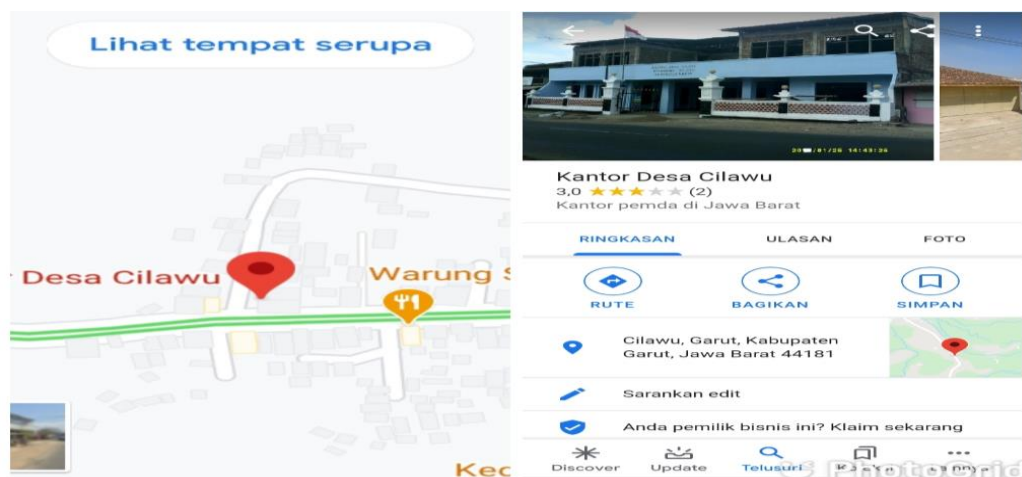 Lihat tempat serupa
Desa Cilawu
Warung
Kec
Kantor Desa Cilawu
3,0 (2)
Kantor pemda di Jawa Barat
RINGKASAN
ULASAN
FOTO
RUTE
BAGIKAN
SIMPAN
Cilawu, Garut, Kabupaten
Garut, Jawa Barat 44181
Sarankan edit
Anda pemilik bisnis ini? Klaim sekarang
Discover
Update
Telusuri
PhotoGrid